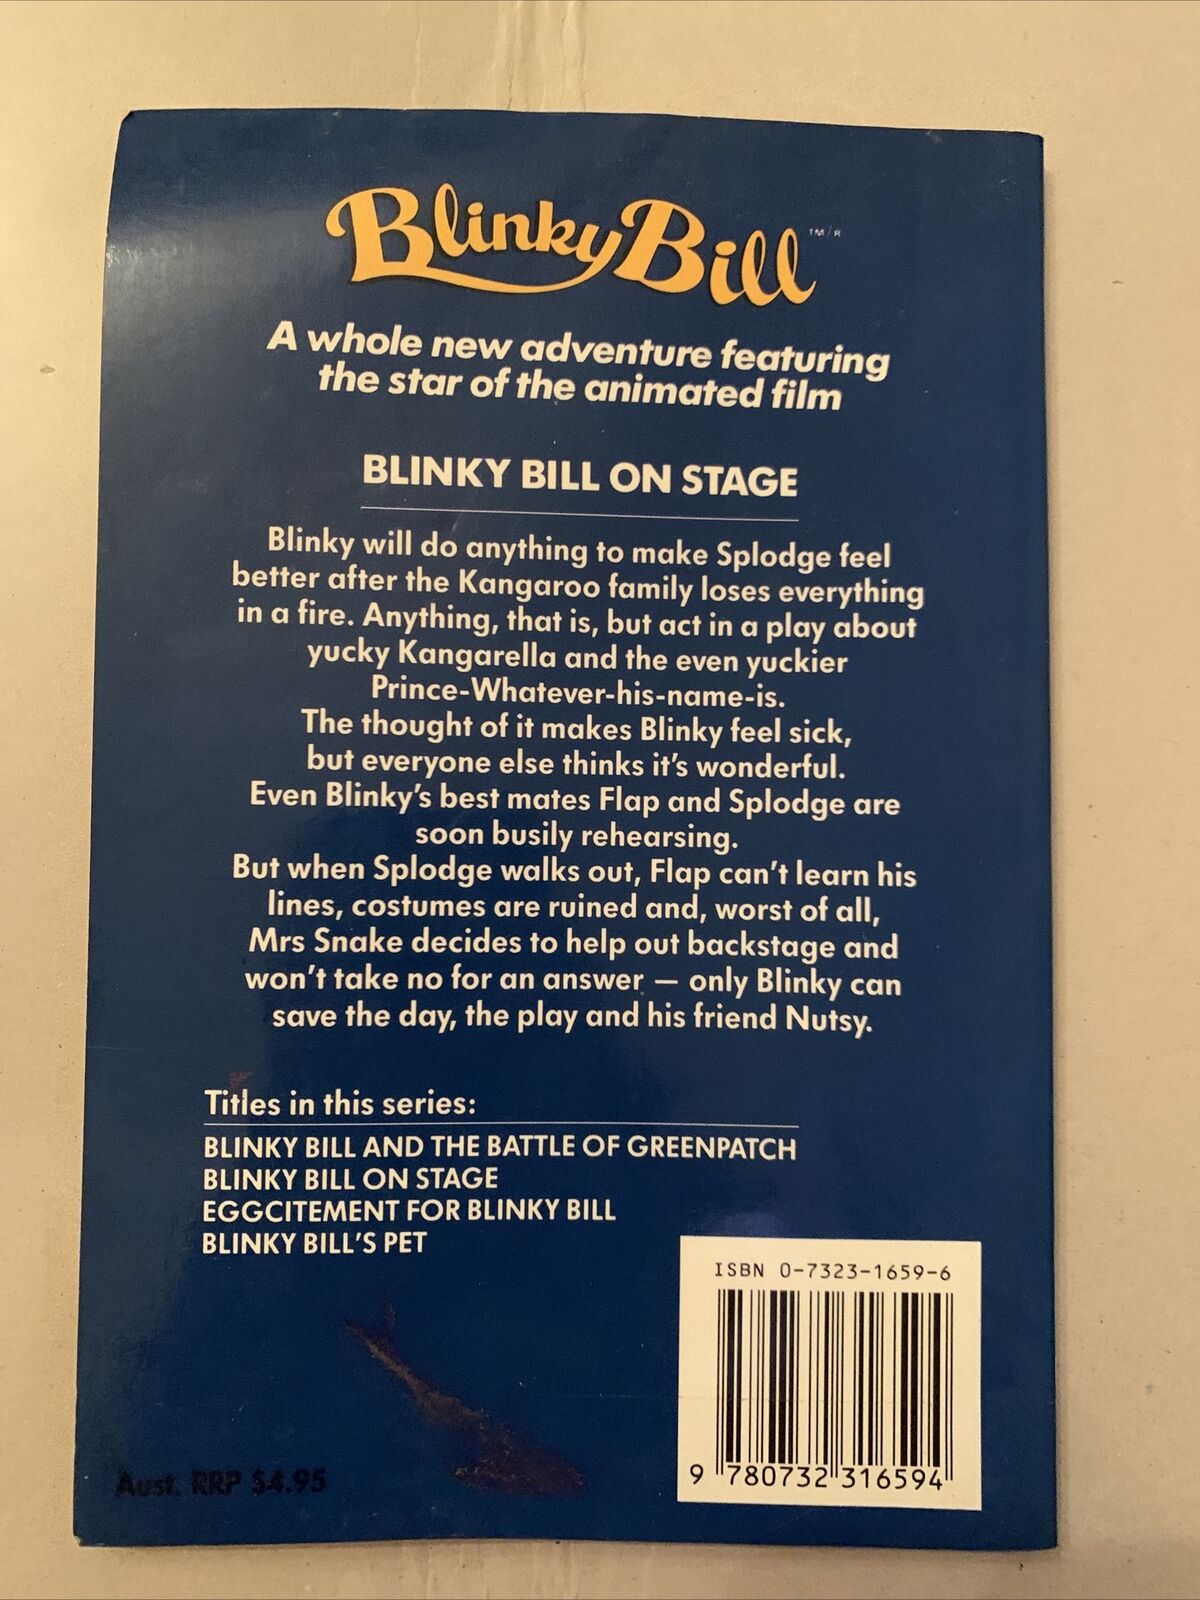 Blinky Bill TM/R
A whole new adventure featuring
the star of the animated film
BLINKY BILL ON STAGE
Blinky will do anything to make Splodge feel
better after the Kangaroo family loses everything
in a fire. Anything, that is, but act in a play about
yucky Kangarella and the even yuckier
Prince-Whatever-his-name-is.
The thought of it makes Blinky feel sick,
but everyone else thinks it's wonderful.
Even Blinky's best mates Flap and Splodge are
soon busily rehearsing.
But when Splodge walks out, Flap can't learn his
lines, costumes are ruined and, worst of all,
Mrs Snake decides to help out backstage and
won't take no for an answer — only Blinky can
save the day, the play and his friend Nutsy.
Titles in this series:
BLINKY BILL AND THE BATTLE OF GREENPATCH
BLINKY BILL ON STAGE
EGGCITEMENT FOR BLINKY BILL
BLINKY BILL'S PET
ISBN 0-7323-1659-6
9 780732 316594
Aust. RRP $4.95